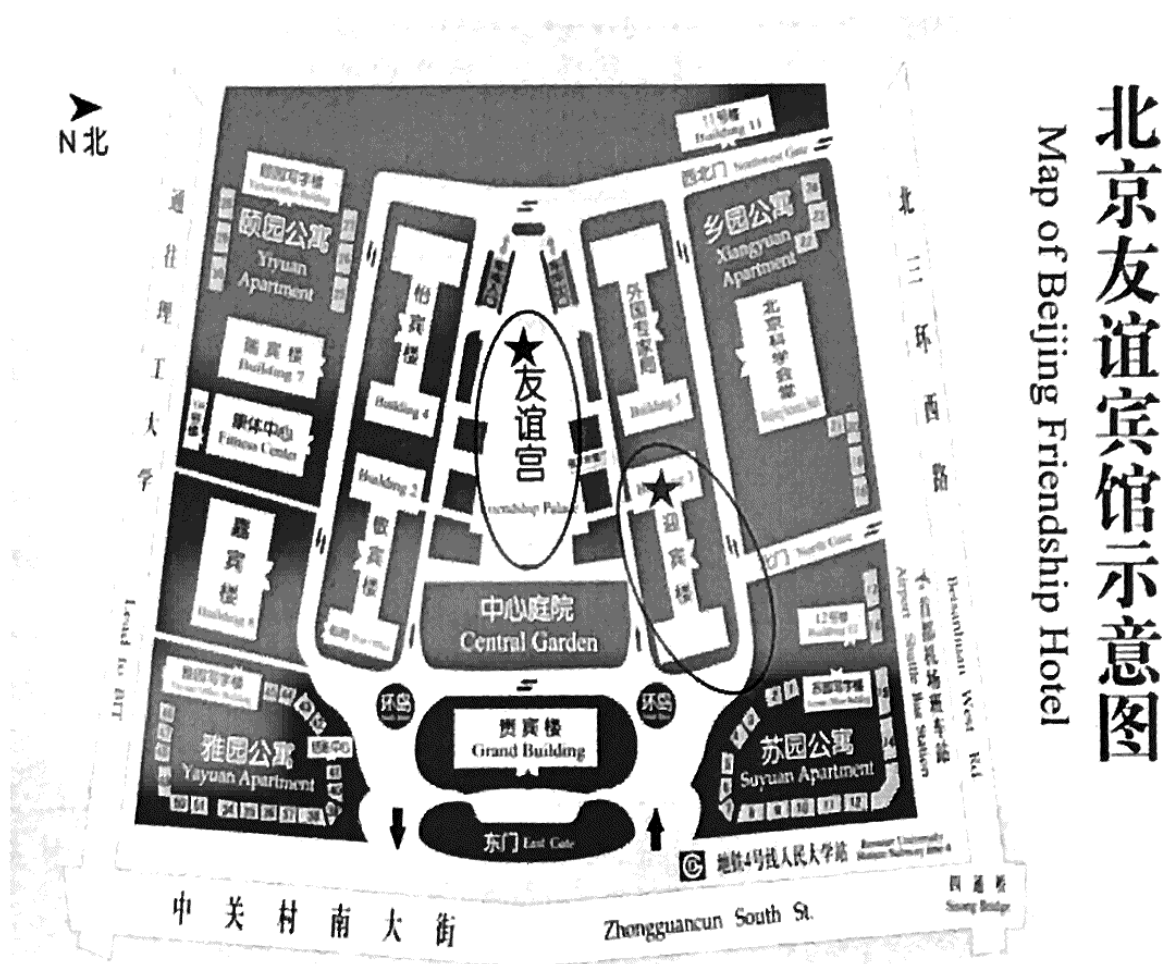 北京友谊宾馆示意图
Map of Beijing Friendship Hotel
N北
11号楼
Building 11
西北门 Northwest Gate
颐园写字楼
颐园公寓
Yiyuan
Apartment
乡园公寓
Xiangyuan
Apartment
怡宾楼
Building 4
外国专家局
Building 5
北京科学会堂
Building 7
康体中心
Fitness Center
友谊宫
Friendship Palace
Building 2
敬宾楼
迎宾楼
嘉宾楼
Building 8
北门 North Gate
中心庭院
Central Garden
12号楼
Building 12
雅园写字楼
苏园写字楼
环岛
环岛
贵宾楼
Grand Building
雅园公寓
Yayuan Apartment
苏园公寓
Suyuan Apartment
8
9
10
11
12
东门 East Gate
地铁4号线人民大学站
通往理工大学
Lead to BIT
北三环西路
Beisanhuan West Rd
去首都机场班车站
Airport Shuttle Bus Station
四通桥
Sitong Bridge
中关村南大街
Zhongguancun South St.